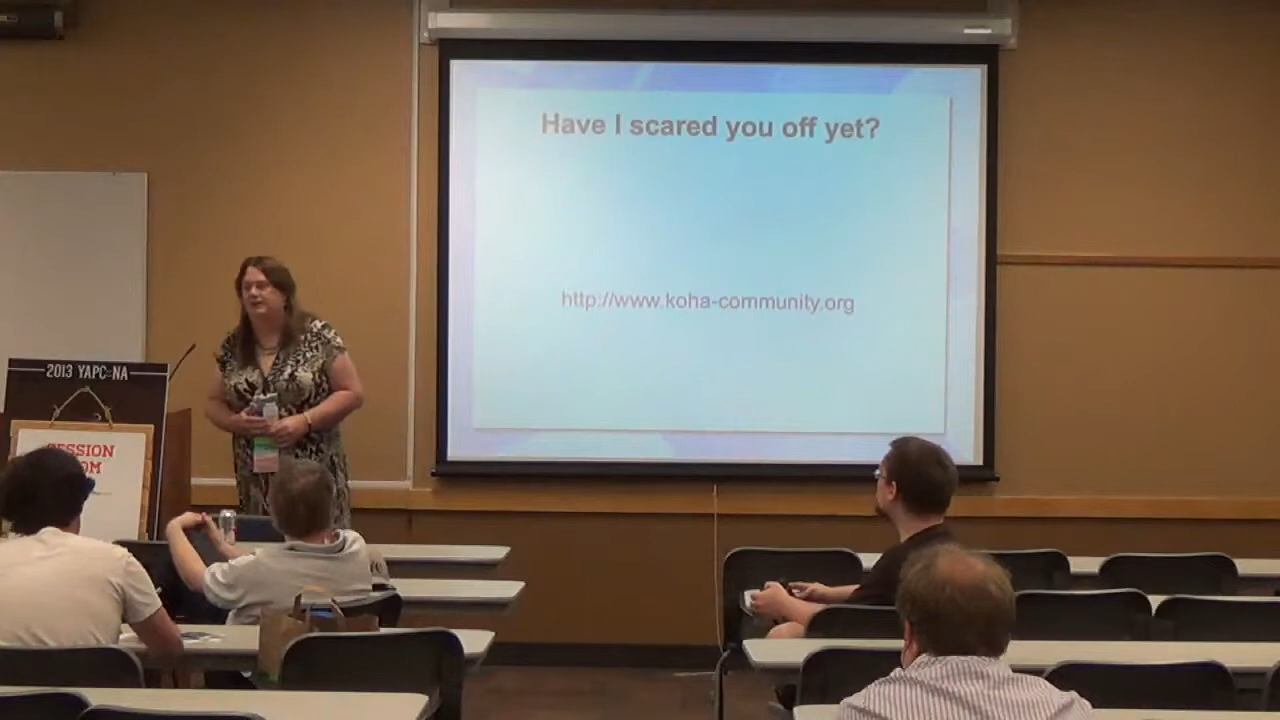 Have I scared you off yet?
http://www.koha-community.org
2013 YAPC::NA
SESSION